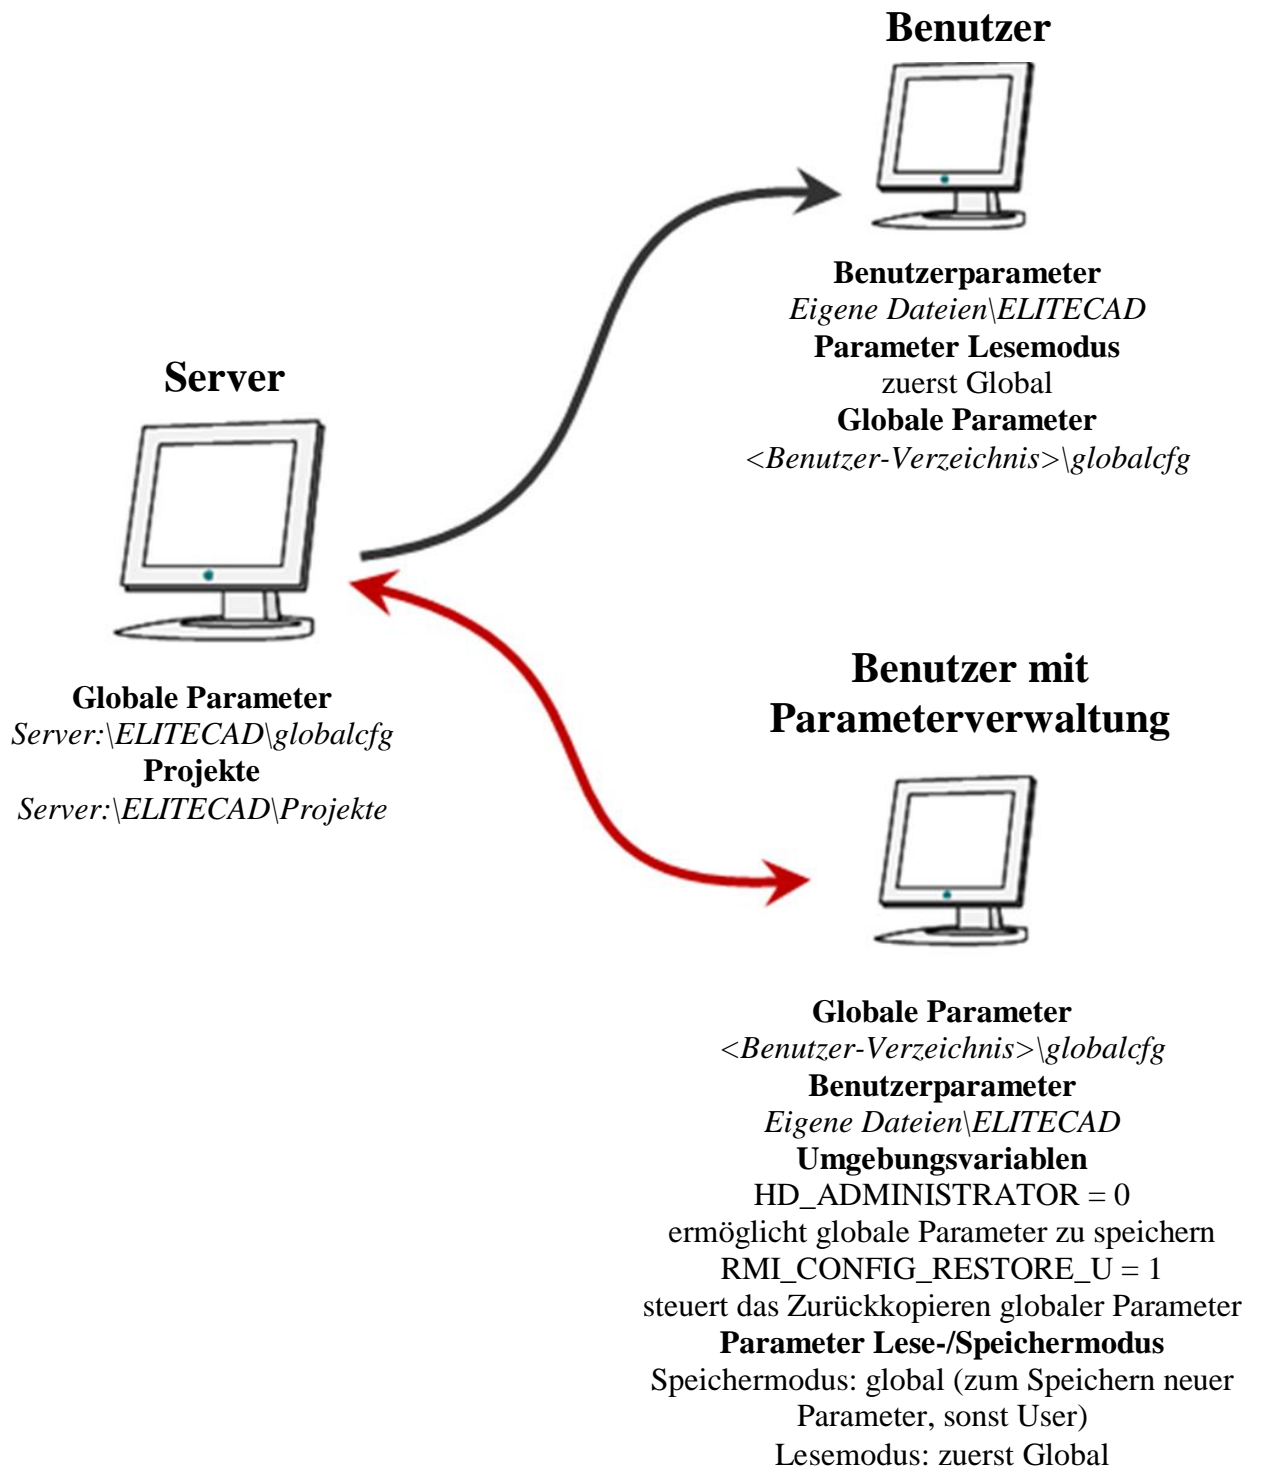 Benutzer
Benutzerparameter
Eigene Dateien\ELITECAD
Parameter Lesemodus
zuerst Global
Globale Parameter
<Benutzer-Verzeichnis>\globalcfg
Server
Globale Parameter
Server:\ELITECAD\globalcfg
Projekte
Server:\ELITECAD\Projekte
Benutzer mit
Parameterverwaltung
Globale Parameter
<Benutzer-Verzeichnis>\globalcfg
Benutzerparameter
Eigene Dateien\ELITECAD
Umgebungsvariablen
HD_ADMINISTRATOR = 0
ermöglicht globale Parameter zu speichern
RMI_CONFIG_RESTORE_U = 1
steuert das Zurückkopieren globaler Parameter
Parameter Lese-/Speichermodus
Speichermodus: global (zum Speichern neuer
Parameter, sonst User)
Lesemodus: zuerst Global